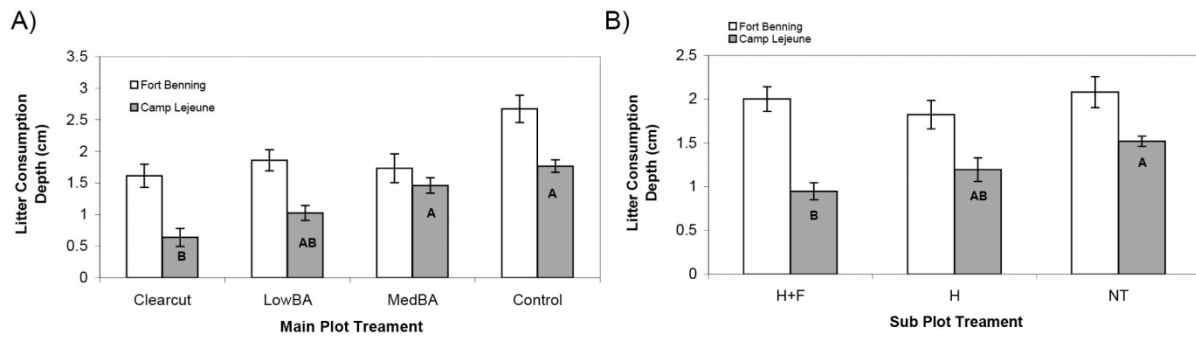 A)
Litter Consumption
Depth (cm)
3.5
3
2.5
2
1.5
1
0.5
0
Fort Benning
Camp Lejeune
B
AB
A
A
Clearcut
LowBA
MedBA
Control
Main Plot Treament
B)
Fort Benning
Camp Lejeune
Litter Consumption
Depth (cm)
2.5
2
1.5
1
0.5
0
B
AB
A
H+F
H
NT
Sub Plot Treament